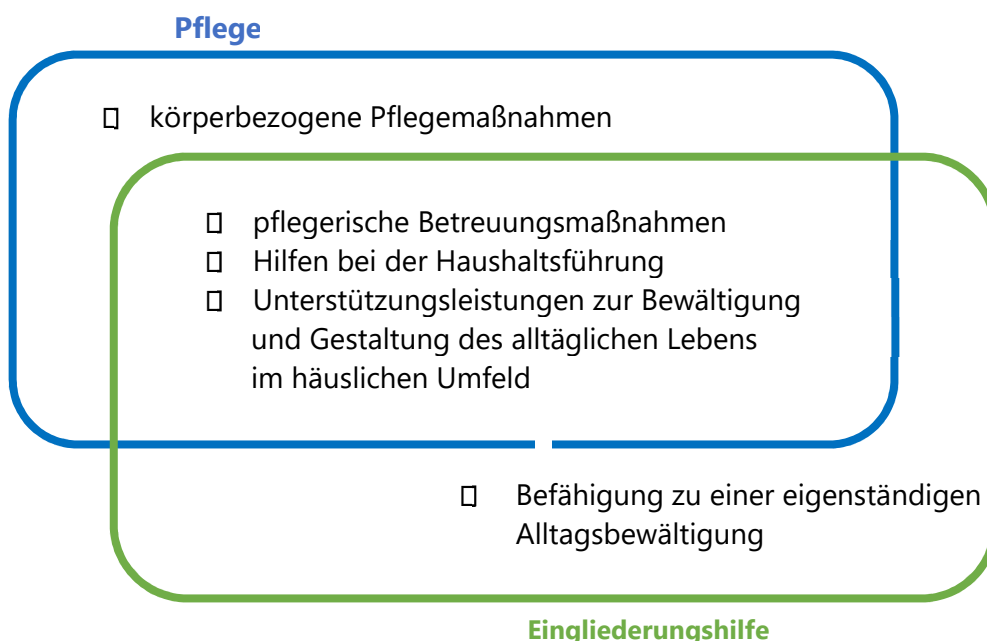 Pflege
körperbezogene Pflegemaßnahmen
pflegerische Betreuungsmaßnahmen
Hilfen bei der Haushaltsführung
Unterstützungsleistungen zur Bewältigung
und Gestaltung des alltäglichen Lebens
im häuslichen Umfeld
Befähigung zu einer eigenständigen
Alltagsbewältigung
Eingliederungshilfe